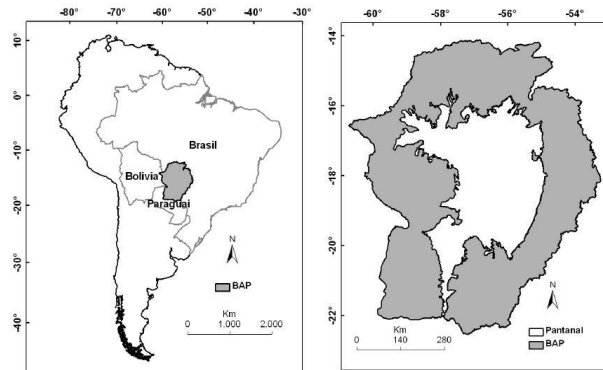 -80° -70° -60° -50° -40°
10°
0°
-10°
-20°
-30°
-40°
Brasil
Bolivia
Paraguai
N
BAP
Km
0 1.000 2.000
-60° -58° -56° -54°
-14°
-16°
-18°
-20°
-22°
N
Km
0 140 280
Pantanal
BAP